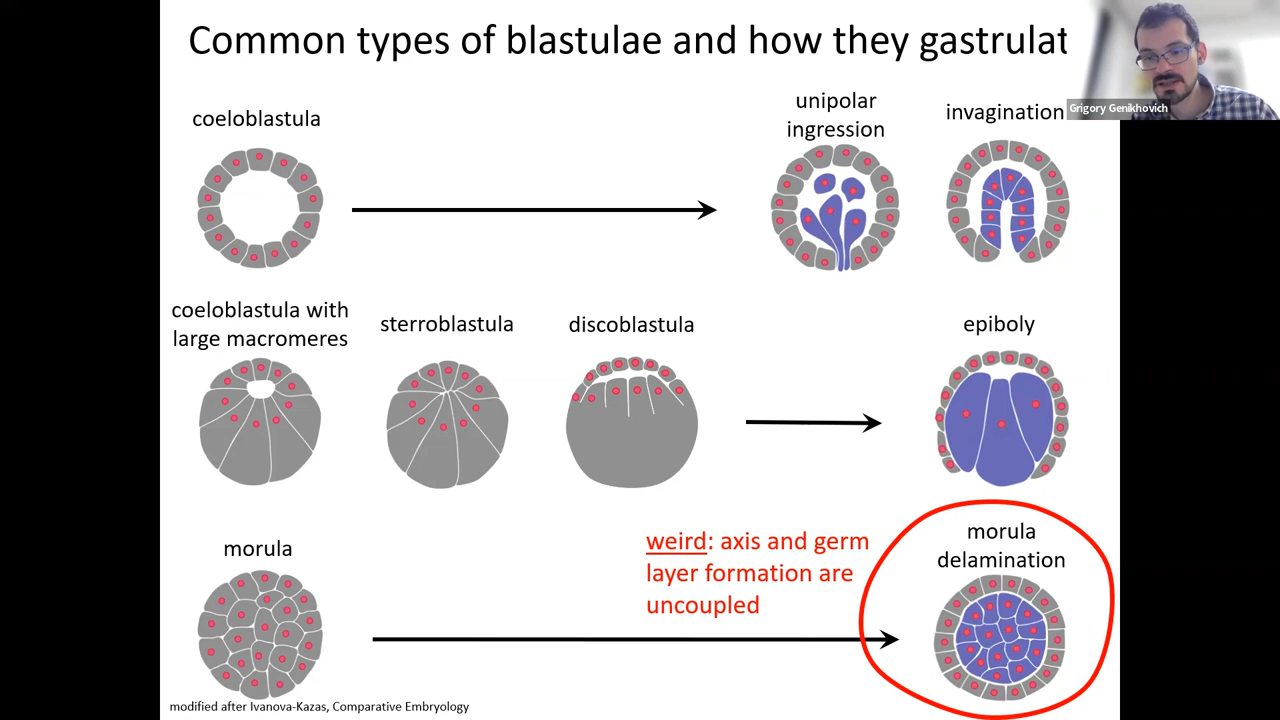 Common types of blastulae and how they gastrulat
Grigory Genikhovich
coeloblastula
unipolar
ingression
invagination
coeloblastula with
large macromeres
sterroblastula
discoblastula
epiboly
morula
weird: axis and germ
layer formation are
uncoupled
morula
delamination
modified after Ivanova-Kazas, Comparative Embryology